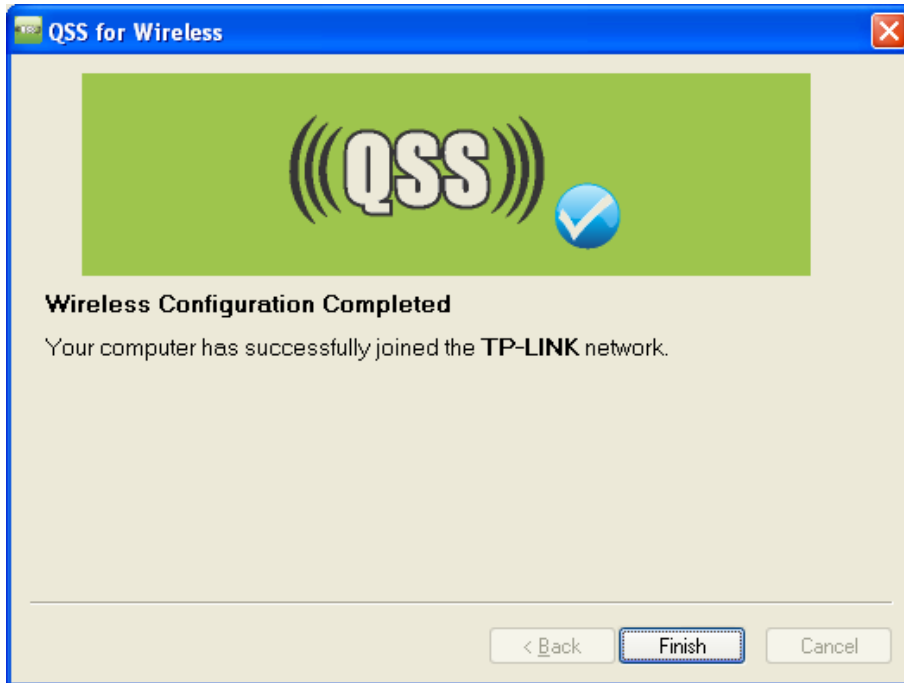 QSS for Wireless
(((QSS)))
Wireless Configuration Completed
Your computer has successfully joined the TP-LINK network.
< Back Finish Cancel